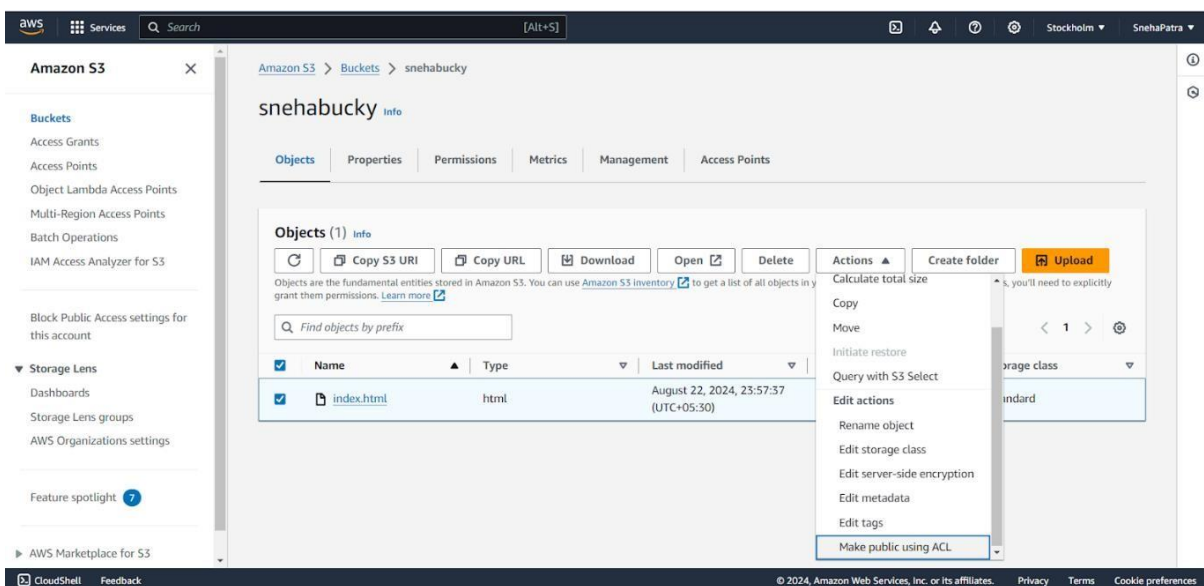 aws
Services
Search
[Alt+S]
Stockholm
SnehaPatra
Amazon S3
Buckets
Access Grants
Access Points
Object Lambda Access Points
Multi-Region Access Points
Batch Operations
IAM Access Analyzer for S3
Block Public Access settings for
this account
Storage Lens
Dashboards
Storage Lens groups
AWS Organizations settings
Feature spotlight 7
AWS Marketplace for S3
Amazon S3 > Buckets > snehabucky
snehabucky Info
Objects Properties Permissions Metrics Management Access Points
Objects (1) Info
Copy S3 URI Copy URL Download Open Delete Actions Create folder Upload
Objects are the fundamental entities stored in Amazon S3. You can use Amazon S3 inventory to get a list of all objects in y
s, you'll need to explicitly
grant them permissions. Learn more
Find objects by prefix
< 1 >
Name Type Last modified orage class
index.html html August 22, 2024, 23:57:37
(UTC+05:30)
andard
Calculate total size
Copy
Move
Initiate restore
Query with S3 Select
Edit actions
Rename object
Edit storage class
Edit server-side encryption
Edit metadata
Edit tags
Make public using ACL
CloudShell Feedback © 2024, Amazon Web Services, Inc. or its affiliates. Privacy Terms Cookie preferences